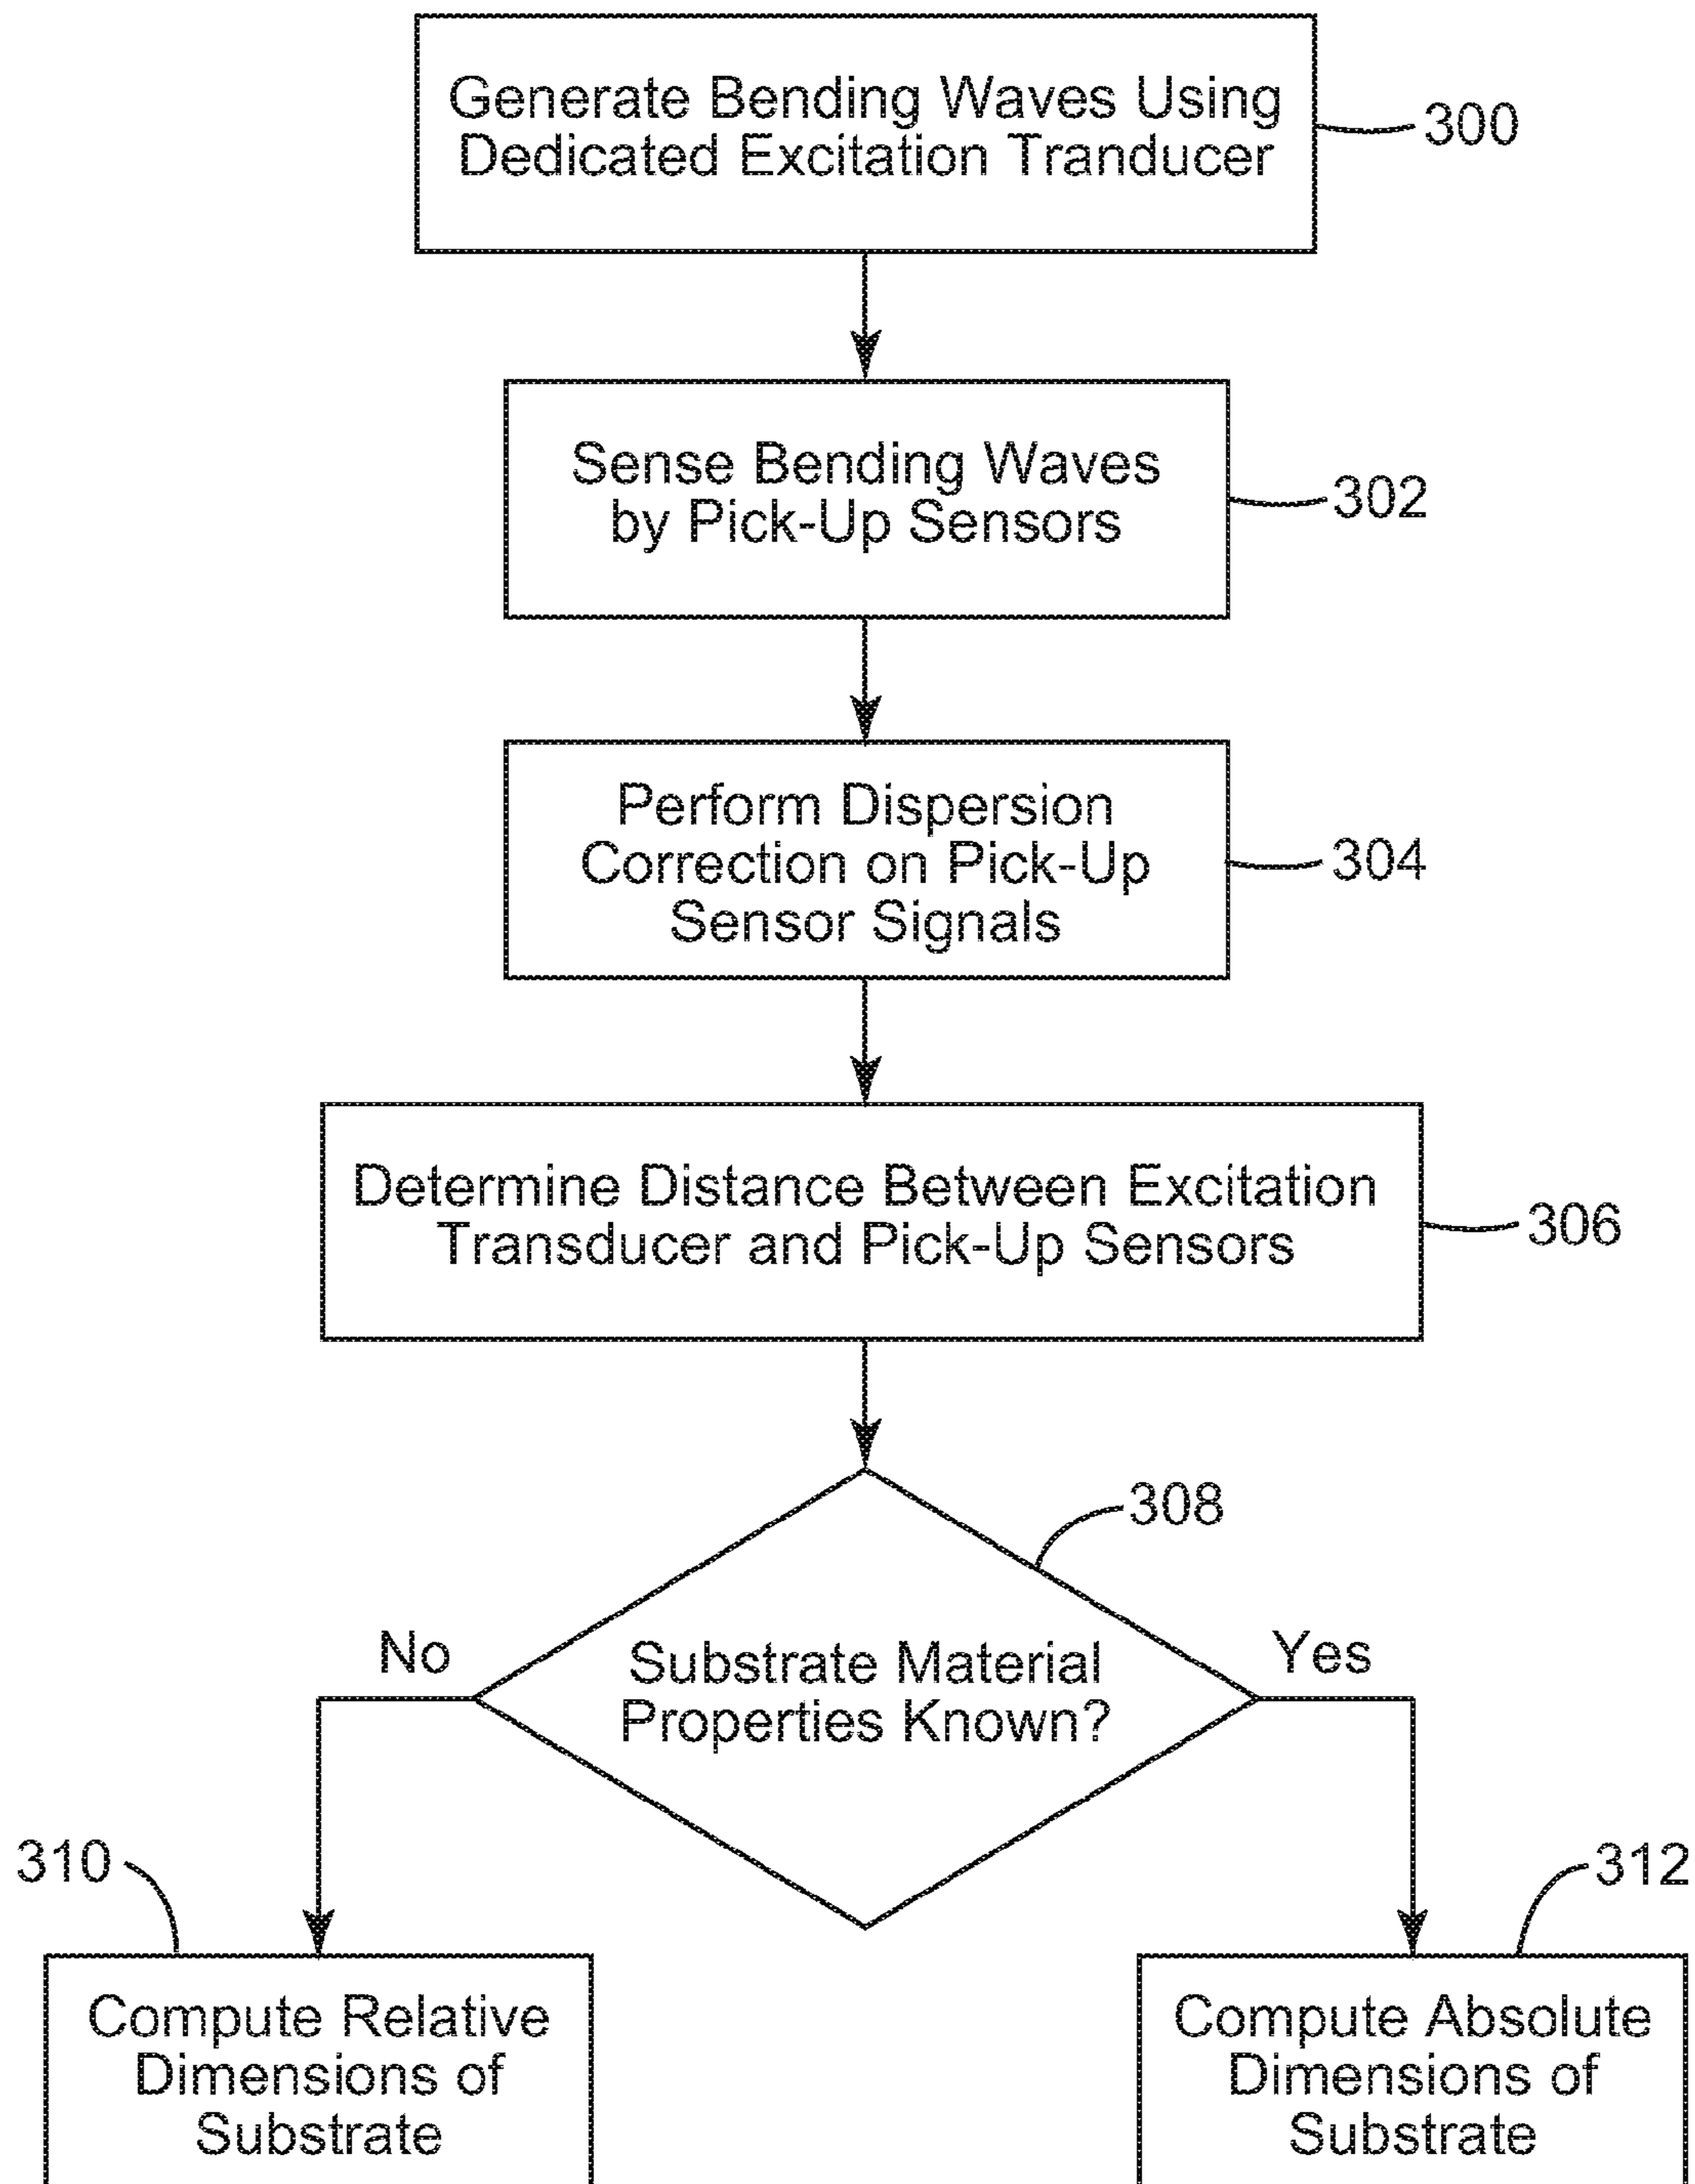 Generate Bending Waves Using
Dedicated Excitation Tranducer
300
Sense Bending Waves
by Pick-Up Sensors
302
Perform Dispersion
Correction on Pick-Up
Sensor Signals
304
Determine Distance Between Excitation
Transducer and Pick-Up Sensors
306
308
Substrate Material
Properties Known?
No
Yes
310
Compute Relative
Dimensions of
Substrate
312
Compute Absolute
Dimensions of
Substrate